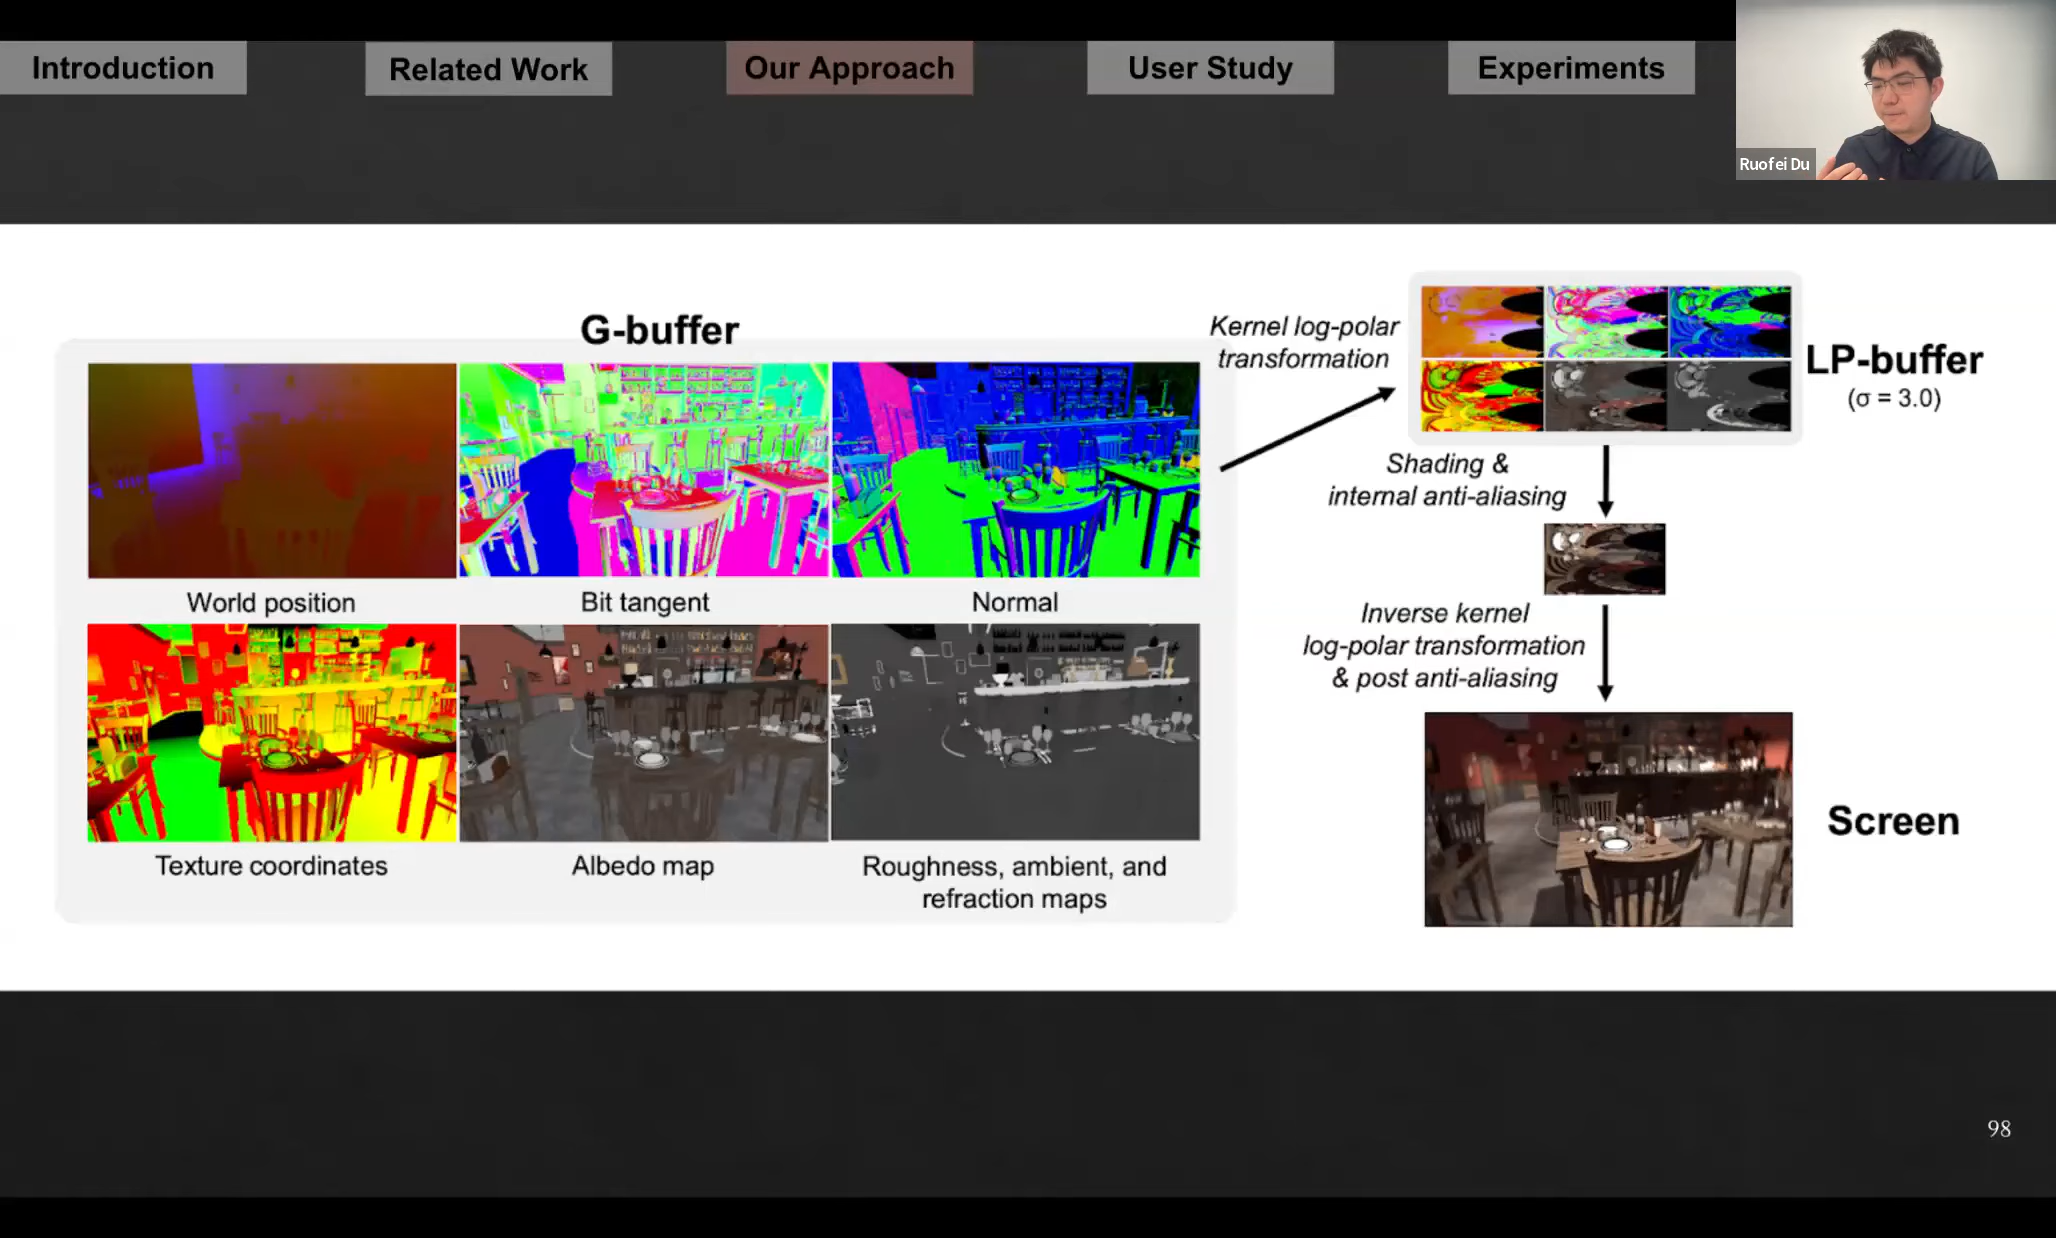 Introduction
Related Work
Our Approach
User Study
Experiments
Ruofei Du
G-buffer
World position
Bit tangent
Normal
Texture coordinates
Albedo map
Roughness, ambient, and
refraction maps
Kernel log-polar
transformation
LP-buffer
(σ = 3.0)
Shading &
internal anti-aliasing
Inverse kernel
log-polar transformation
& post anti-aliasing
Screen
98